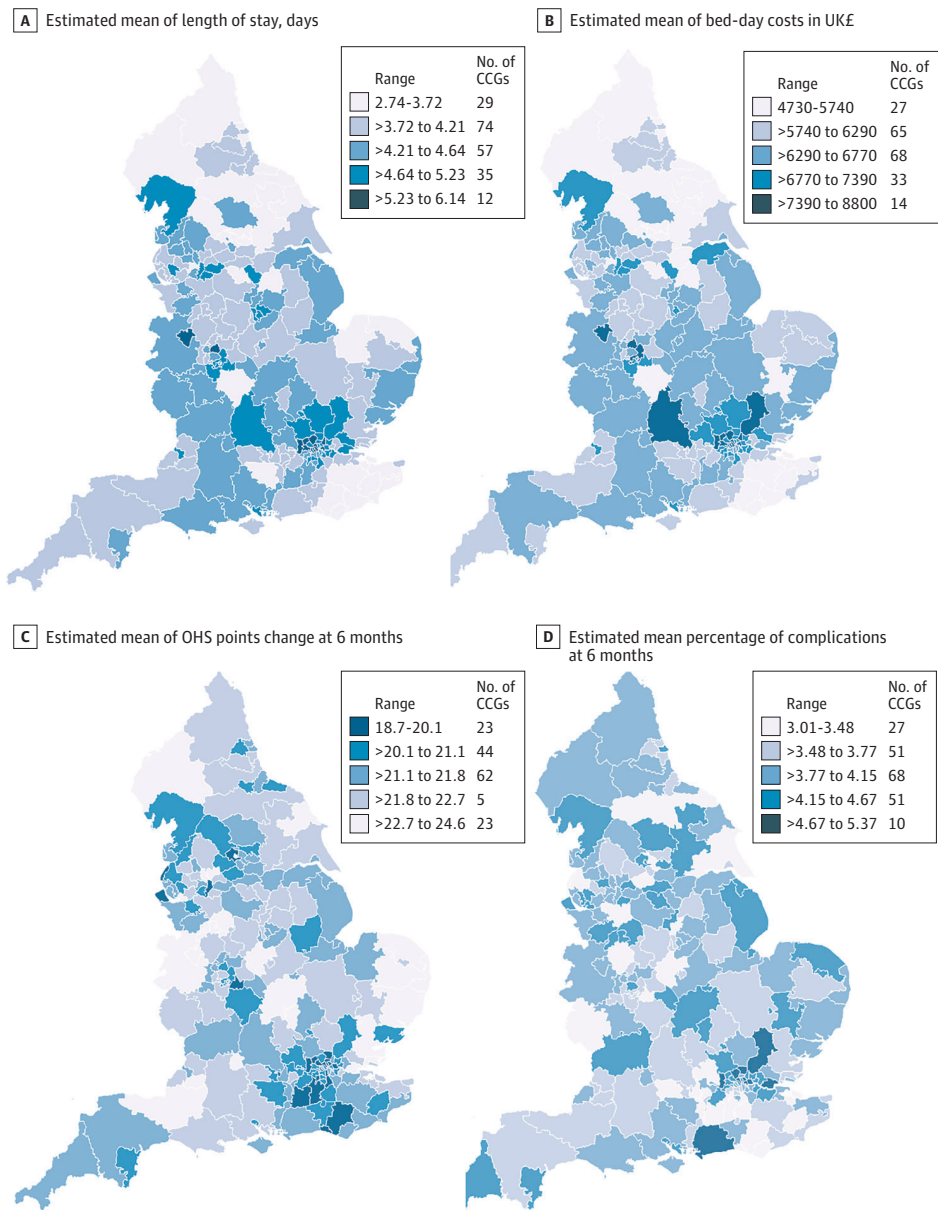 A Estimated mean of length of stay, days
Range No. of CCGs
2.74-3.72 29
>3.72 to 4.21 74
>4.21 to 4.64 57
>4.64 to 5.23 35
>5.23 to 6.14 12
B Estimated mean of bed-day costs in UK£
Range No. of CCGs
4730-5740 27
>5740 to 6290 65
>6290 to 6770 68
>6770 to 7390 33
>7390 to 8800 14
C Estimated mean of OHS points change at 6 months
Range No. of CCGs
18.7-20.1 23
>20.1 to 21.1 44
>21.1 to 21.8 62
>21.8 to 22.7 5
>22.7 to 24.6 23
D Estimated mean percentage of complications
at 6 months
Range No. of CCGs
3.01-3.48 27
>3.48 to 3.77 51
>3.77 to 4.15 68
>4.15 to 4.67 51
>4.67 to 5.37 10